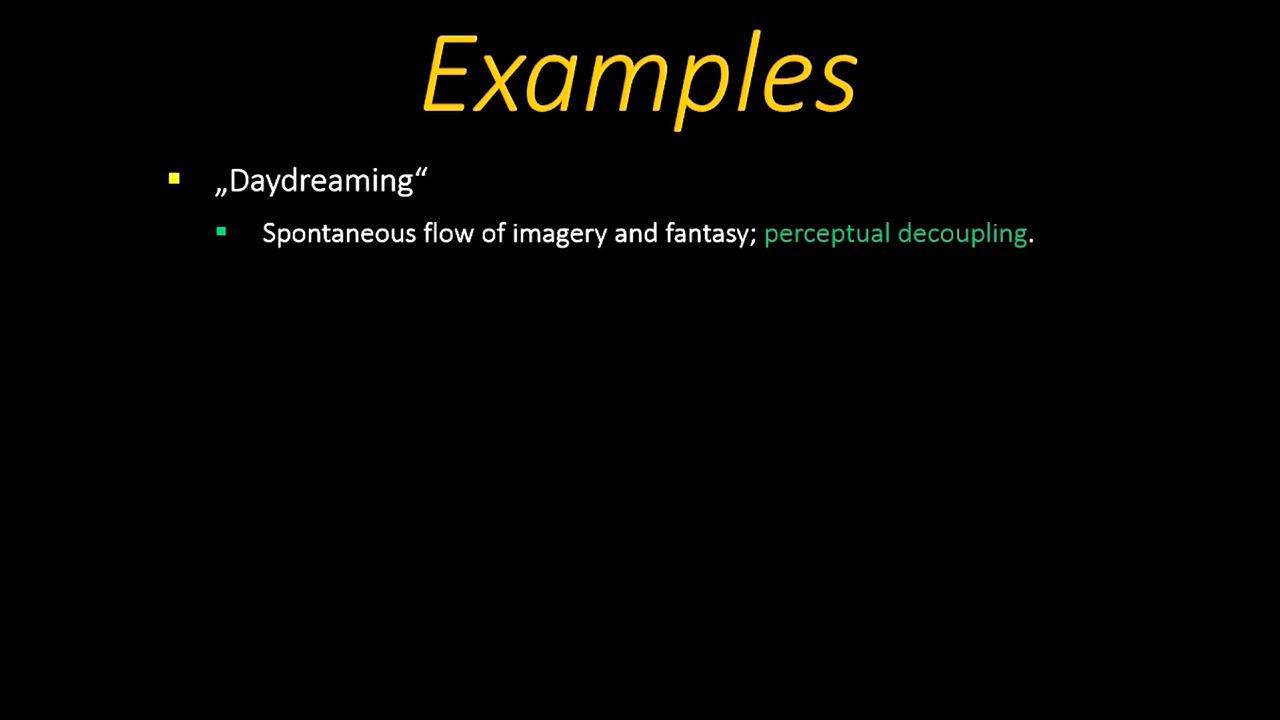 Examples
„Daydreaming“
Spontaneous flow of imagery and fantasy; perceptual decoupling.